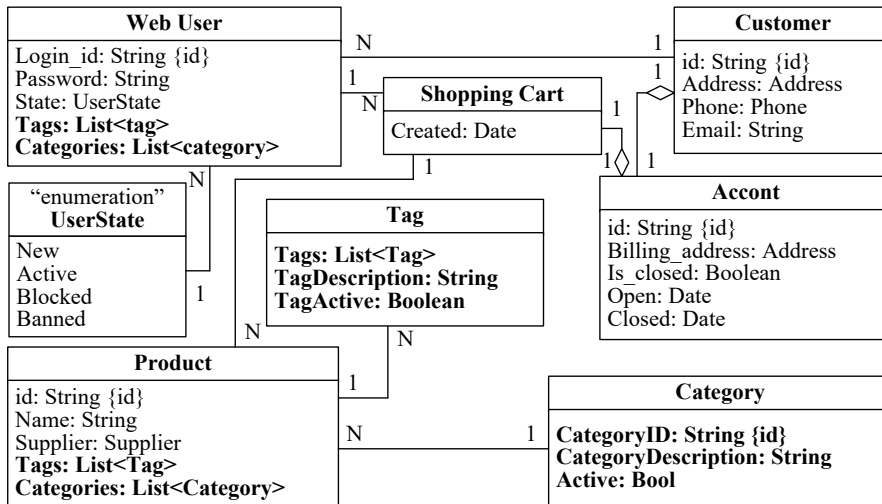 Web User
Login_id: String {id}
Password: String
State: UserState
Tags: List<tag>
Categories: List<category>
N
1
1
N
N
Customer
id: String {id}
Address: Address
Phone: Phone
Email: String
1
1
Shopping Cart
Created: Date
1
1
1
1
“enumeration”
UserState
New
Active
Blocked
Banned
1
Tag
Tags: List<Tag>
TagDescription: String
TagActive: Boolean
N
N
Accont
id: String {id}
Billing_address: Address
Is_closed: Boolean
Open: Date
Closed: Date
Product
id: String {id}
Name: String
Supplier: Supplier
Tags: List<Tag>
Categories: List<Category>
1
N
1
Category
CategoryID: String {id}
CategoryDescription: String
Active: Bool